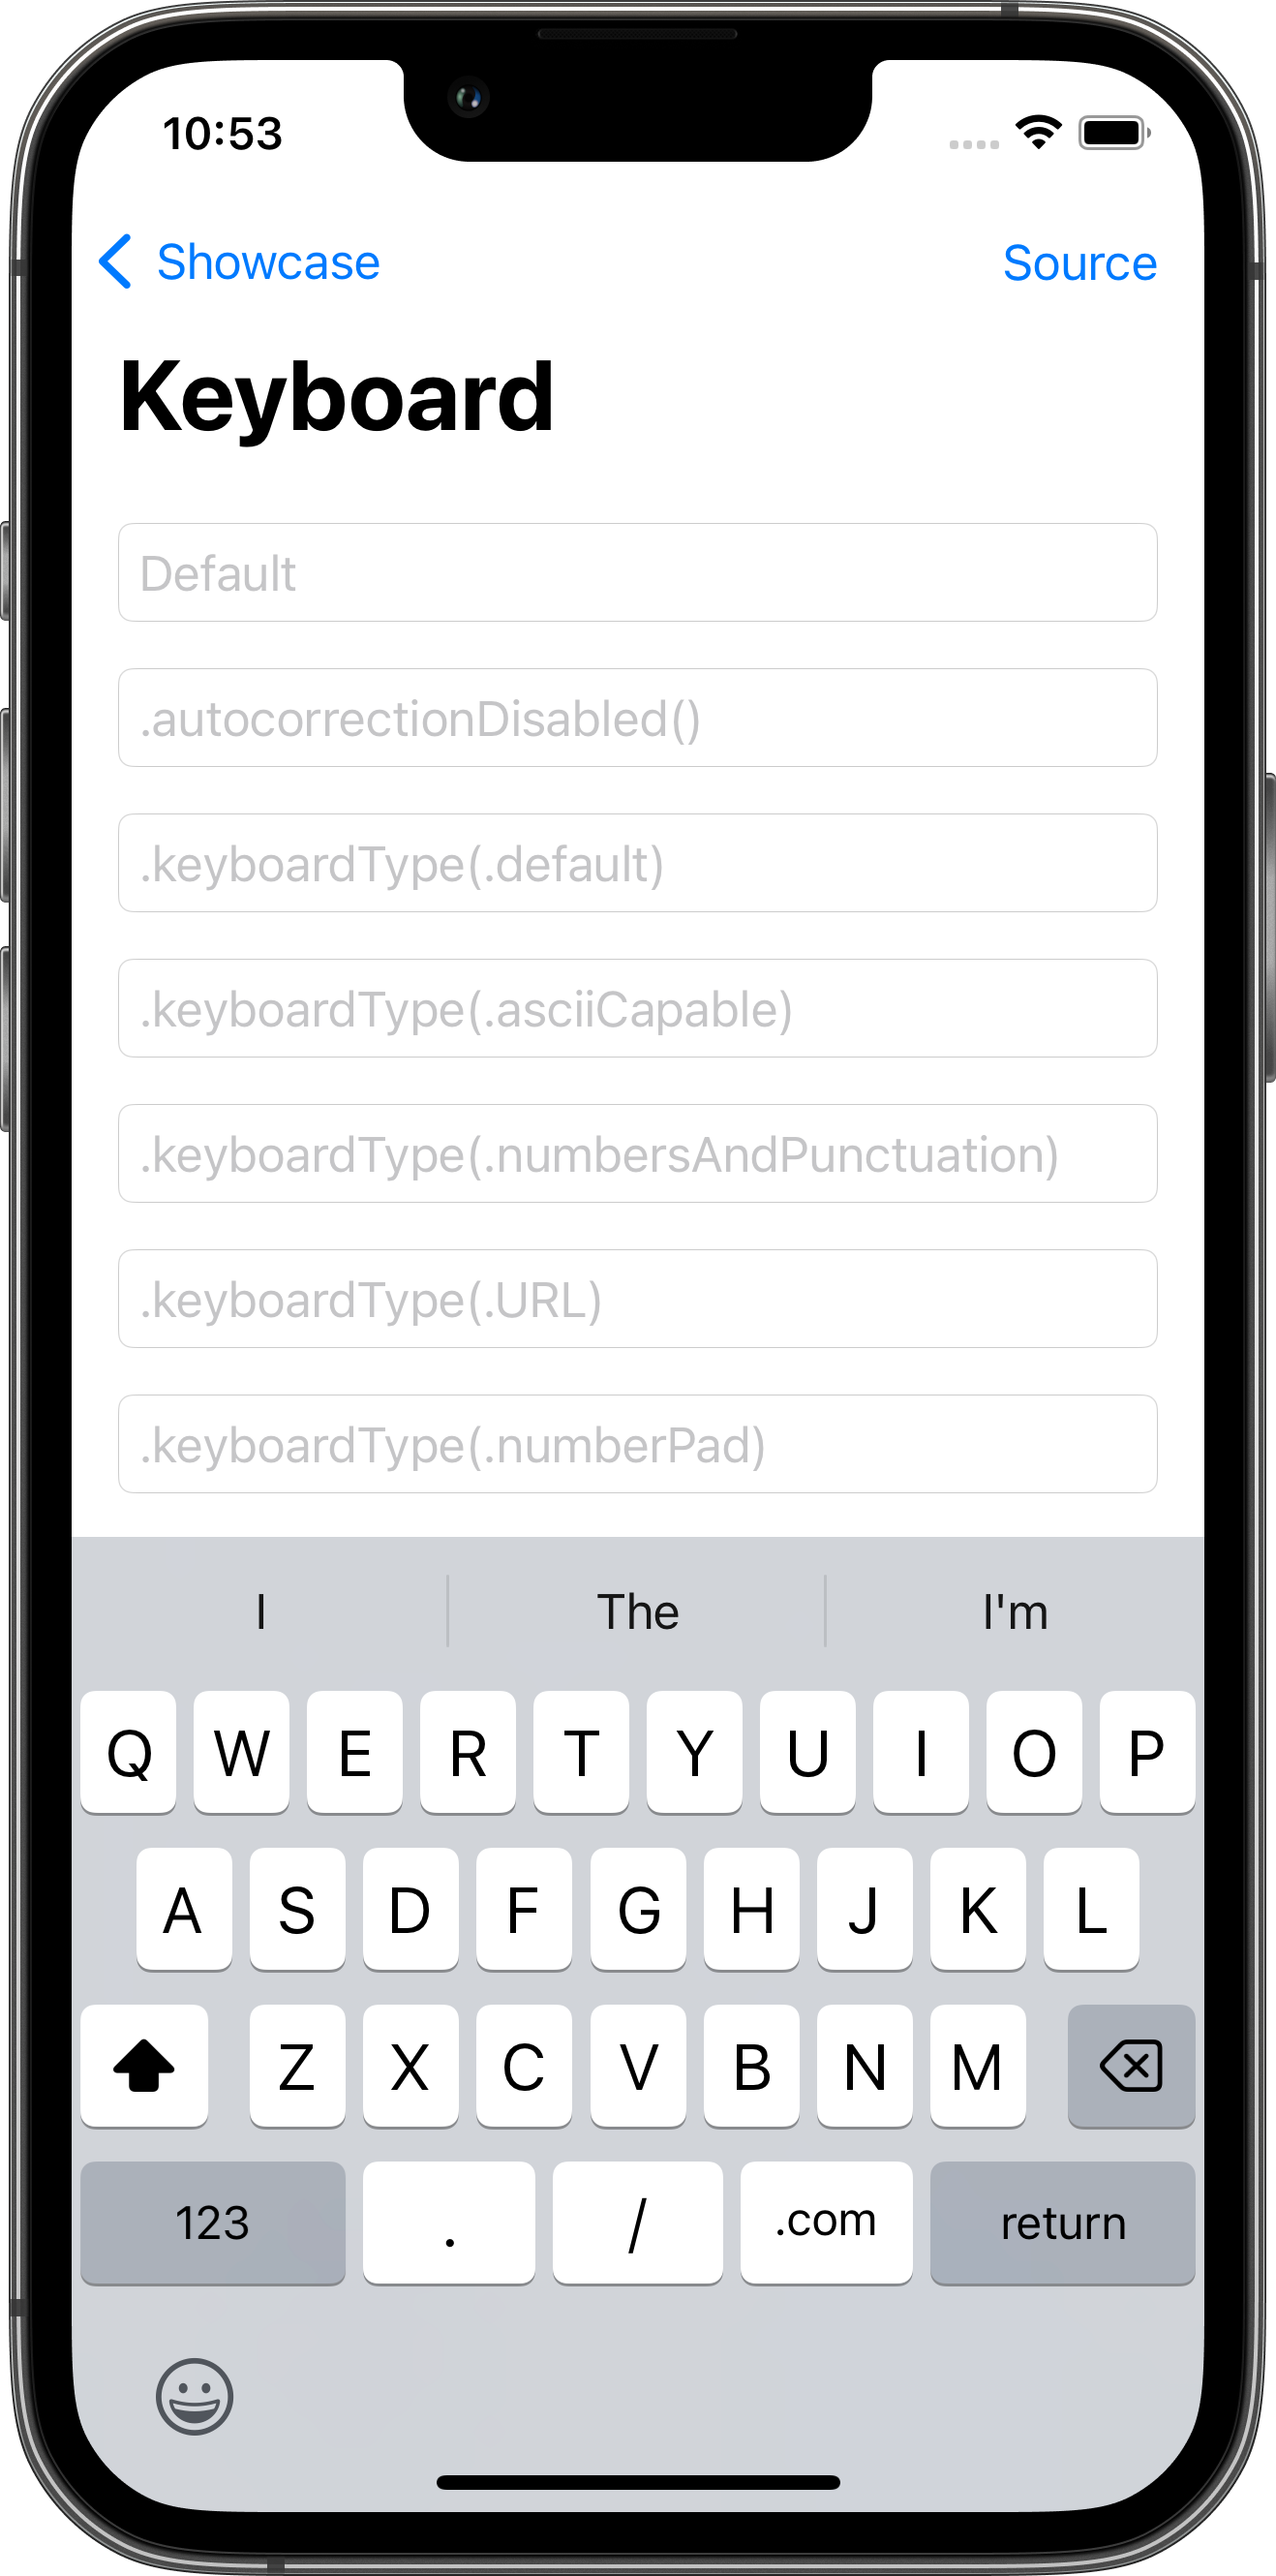 10:53
Showcase Source
Keyboard
Default
.autocorrectionDisabled()
.keyboardType(.default)
.keyboardType(.asciiCapable)
.keyboardType(.numbersAndPunctuation)
.keyboardType(.URL)
.keyboardType(.numberPad)
I The I'm
Q W E R T Y U I O P
A S D F G H J K L
Z X C V B N M
123 . / .com return